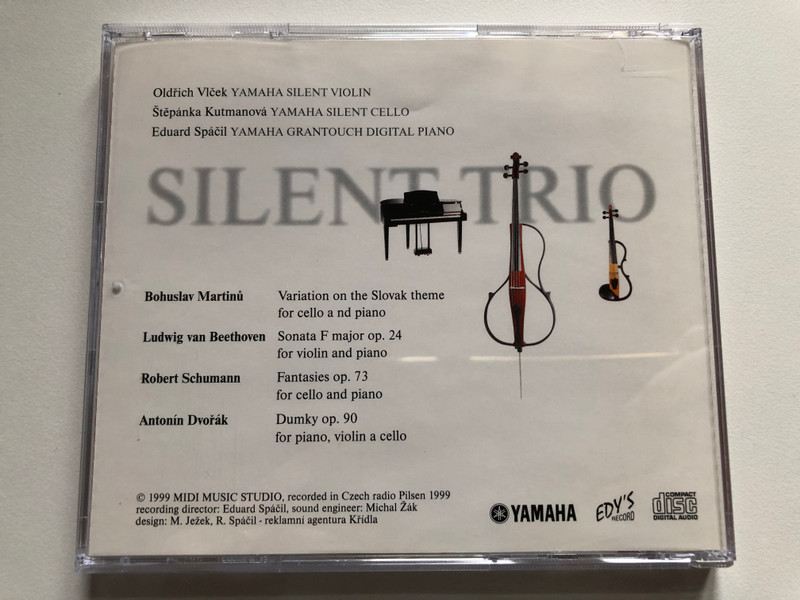 Oldřich Vlček YAMAHA SILENT VIOLIN
Štěpánka Kutmanová YAMAHA SILENT CELLO
Eduard Spáčil YAMAHA GRANTOUCH DIGITAL PIANO
SILENT TRIO
Bohuslav Martinů Variation on the Slovak theme
for cello a nd piano
Ludwig van Beethoven Sonata F major op. 24
for violin and piano
Robert Schumann Fantasies op. 73
for cello and piano
Antonín Dvořák Dumky op. 90
for piano, violin a cello
© 1999 MIDI MUSIC STUDIO, recorded in Czech radio Pilsen 1999
recording director: Eduard Spáčil, sound engineer: Michal Žák
design: M. Ježek, R. Spáčil - reklamní agentura Křídla
YAMAHA
EDY'S
RECORD
COMPACT
disc
DIGITAL AUDIO